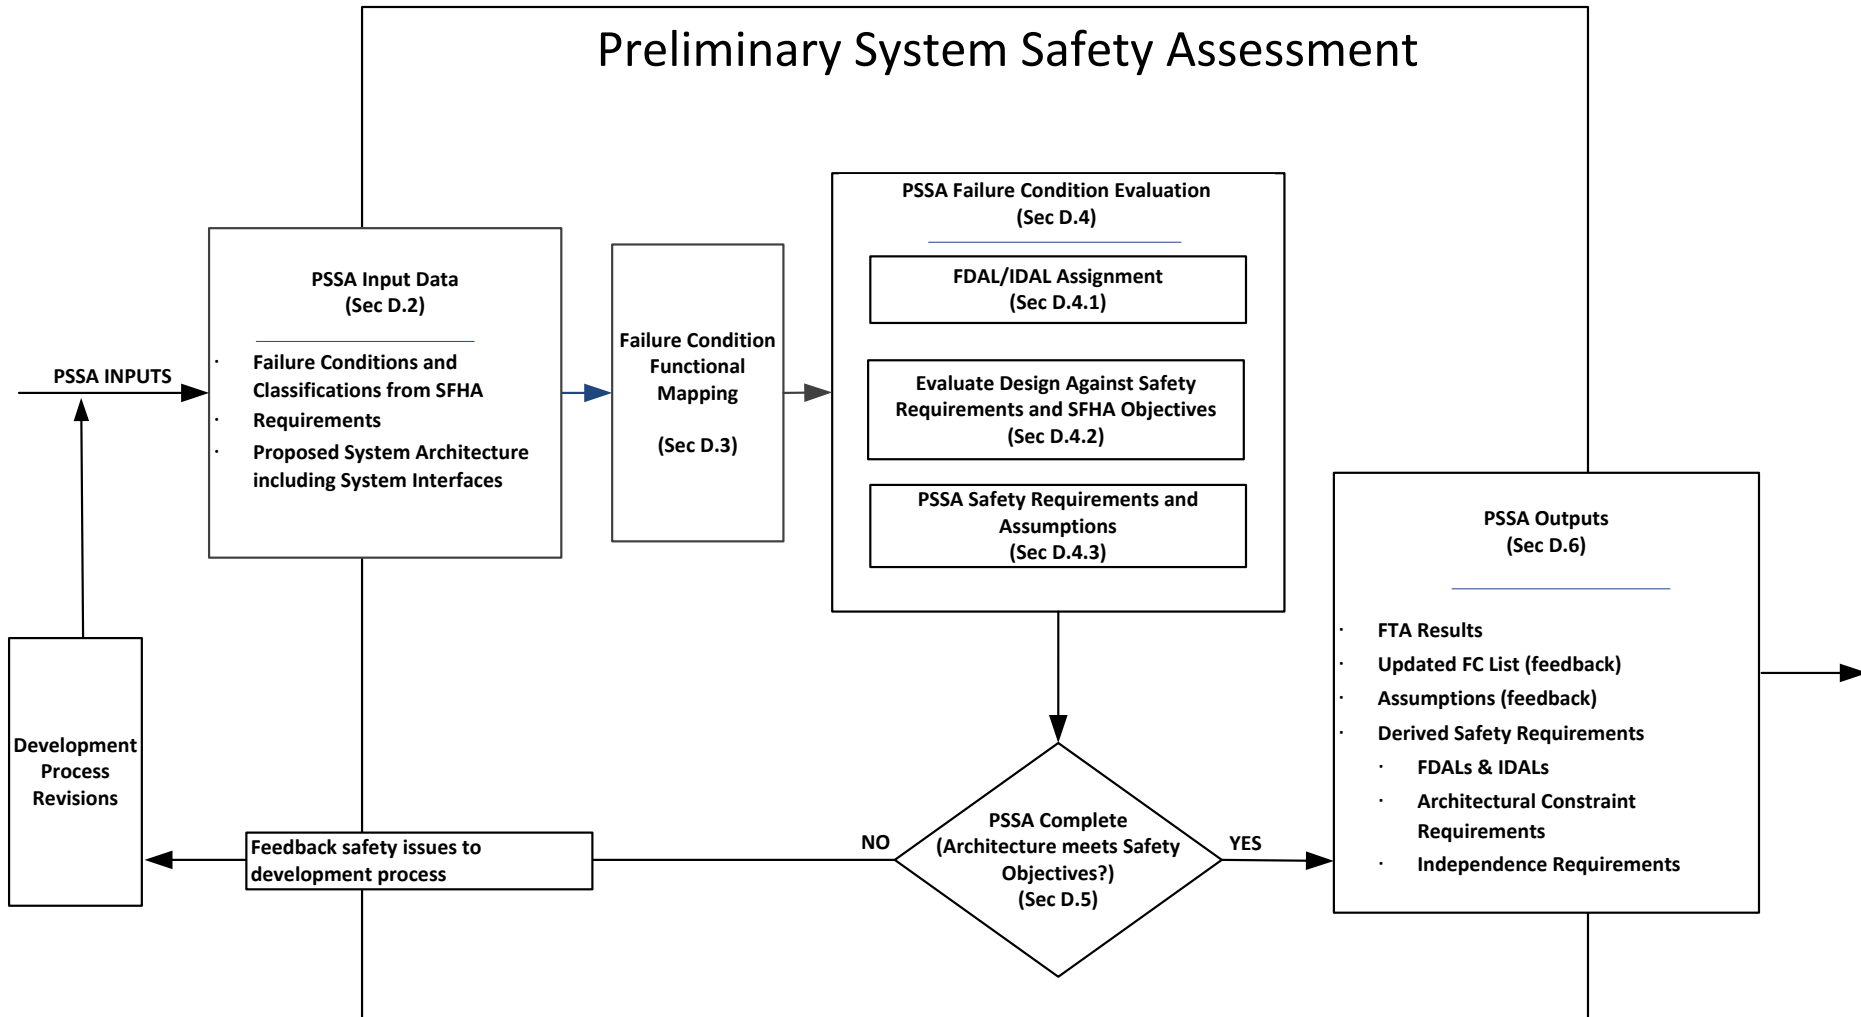 Preliminary System Safety Assessment
PSSA INPUTS
PSSA Input Data
(Sec D.2)
· Failure Conditions and
Classifications from SFHA
· Requirements
· Proposed System Architecture
including System Interfaces
Failure Condition
Functional
Mapping
(Sec D.3)
PSSA Failure Condition Evaluation
(Sec D.4)
FDAL/IDAL Assignment
(Sec D.4.1)
Evaluate Design Against Safety
Requirements and SFHA Objectives
(Sec D.4.2)
PSSA Safety Requirements and
Assumptions
(Sec D.4.3)
PSSA Complete
(Architecture meets Safety
Objectives?)
(Sec D.5)
NO
YES
Feedback safety issues to
development process
Development
Process
Revisions
PSSA Outputs
(Sec D.6)
· FTA Results
· Updated FC List (feedback)
· Assumptions (feedback)
· Derived Safety Requirements
· FDALs & IDALs
· Architectural Constraint
Requirements
· Independence Requirements